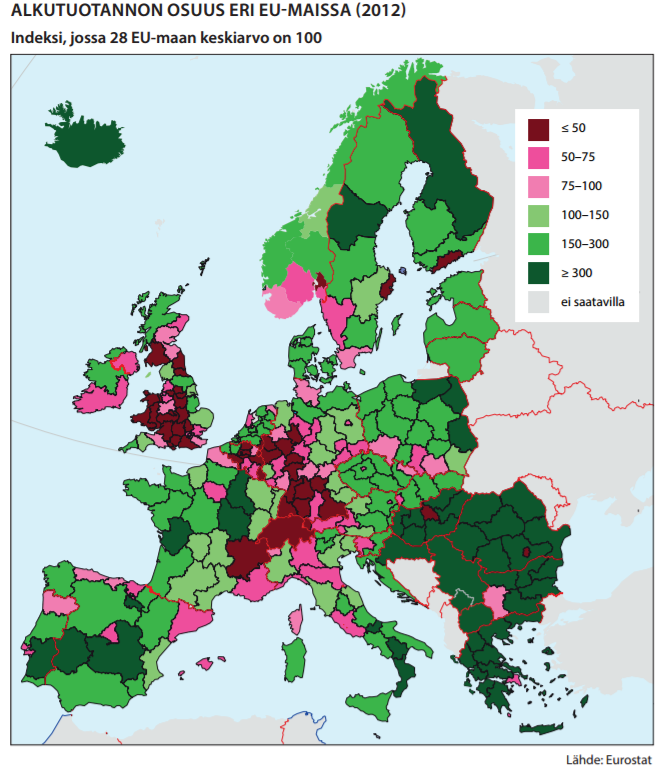 ALKUTUOTANNON OSUUS ERI EU-MAISSA (2012)
Indeksi, jossa 28 EU-maan keskiarvo on 100
≤ 50
50–75
75–100
100–150
150–300
≥ 300
ei saatavilla
Lähde: Eurostat